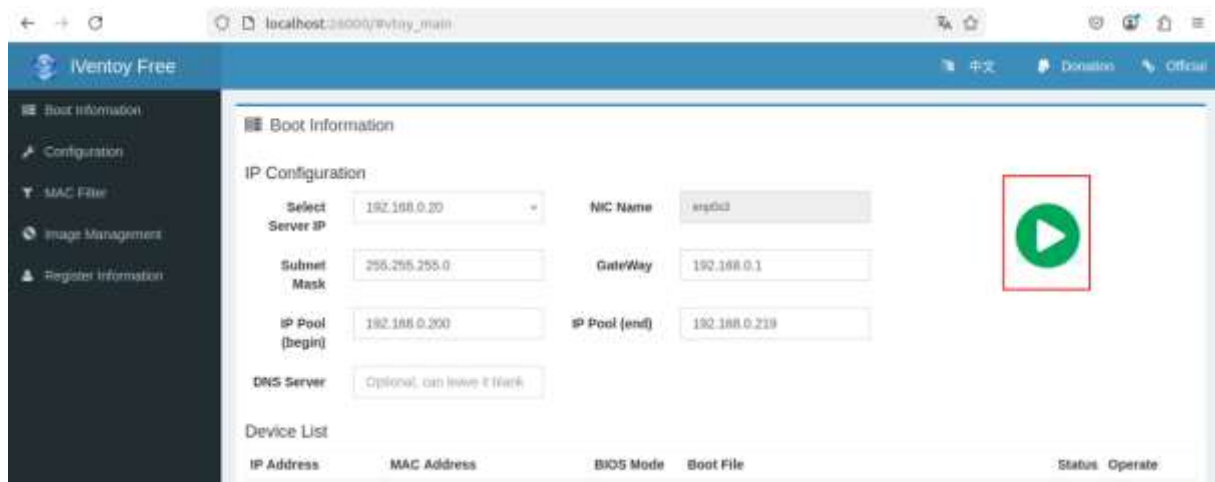 localhost:26000/#vtoy_main
iVentoy Free
中文
Donation
Official
Boot Information
Configuration
MAC Filter
Image Management
Register Information
Boot Information
IP Configuration
Select Server IP
192.168.0.20
NIC Name
enp0s3
Subnet Mask
255.255.255.0
GateWay
192.168.0.1
IP Pool (begin)
192.168.0.200
IP Pool (end)
192.168.0.219
DNS Server
Optional, can leave it blank
Device List
IP Address MAC Address BIOS Mode Boot File Status Operate